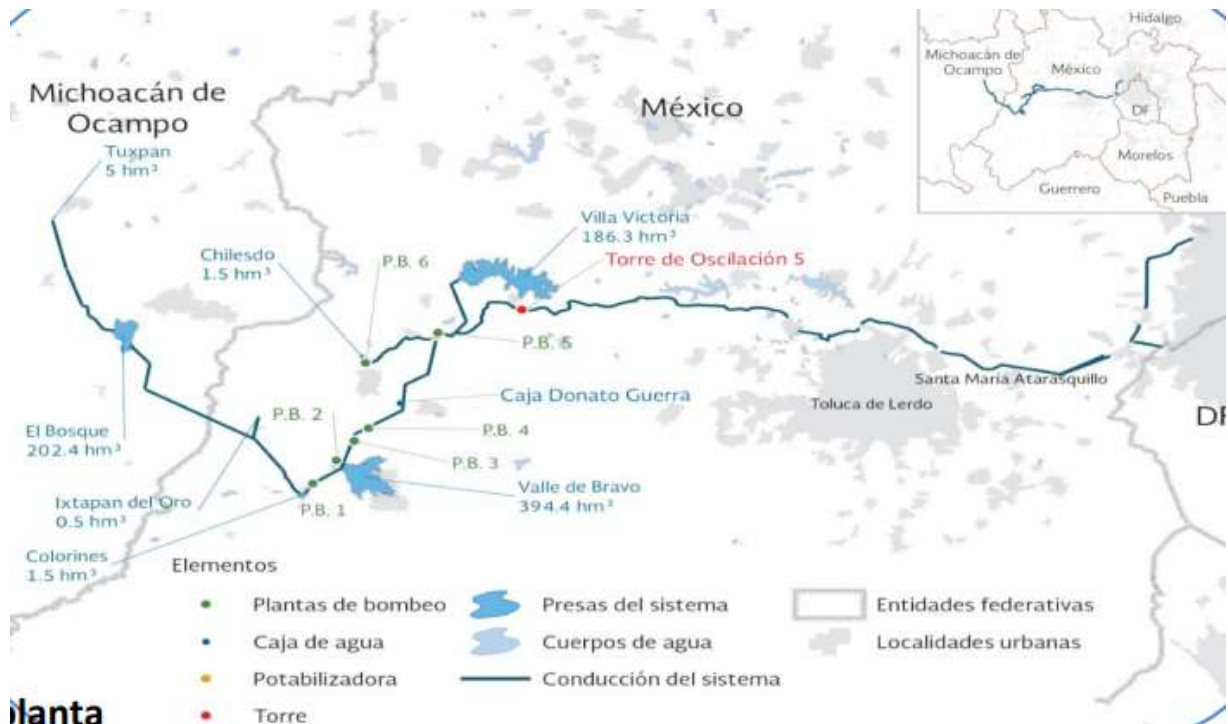 Hidalgo
Michoacán de
Ocampo
México
DF
Morelos
Guerrero
Puebla
Michoacán de
Ocampo
México
Tuxpan
5 hm³
Villa Victoria
186.3 hm³
Chilesdo
1.5 hm³
P.B. 6
Torre de Oscilación 5
P.B. 5
Caja Donato Guerra
Santa María Atarasquillo
Toluca de Lerdo
DF
P.B. 2
P.B. 4
P.B. 3
El Bosque
202.4 hm³
Valle de Bravo
394.4 hm³
Ixtapan del Oro
0.5 hm³
P.B. 1
Colorines
1.5 hm³
Elementos
Plantas de bombeo
Presas del sistema
Entidades federativas
Caja de agua
Cuerpos de agua
Localidades urbanas
Potabilizadora
Conducción del sistema
Torre
planta